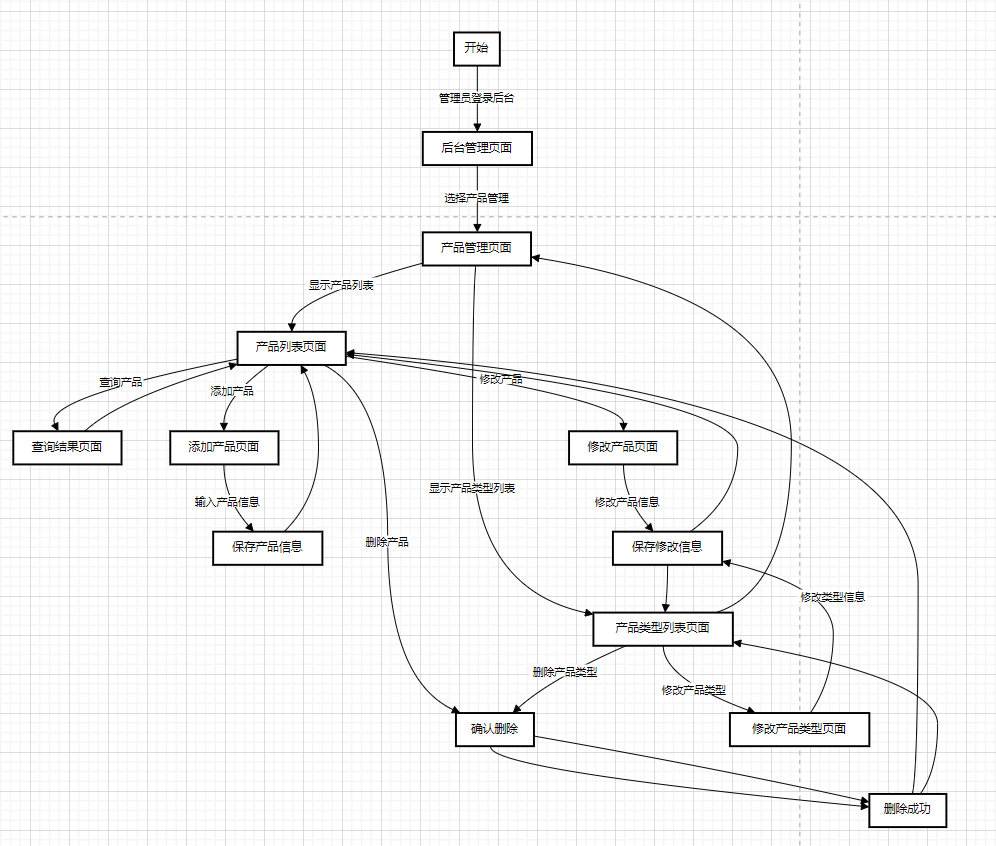 开始
管理员登录后台
后台管理页面
选择产品管理
产品管理页面
显示产品列表
产品列表页面
查询产品
添加产品
修改产品
查询结果页面
添加产品页面
修改产品页面
显示产品类型列表
输入产品信息
修改产品信息
删除产品
保存产品信息
保存修改信息
修改类型信息
产品类型列表页面
删除产品类型
修改产品类型
确认删除
修改产品类型页面
删除成功